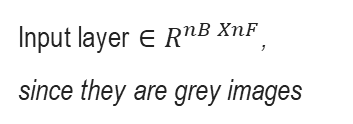 Input layer ∈ R^{nB XnF},
since they are grey images